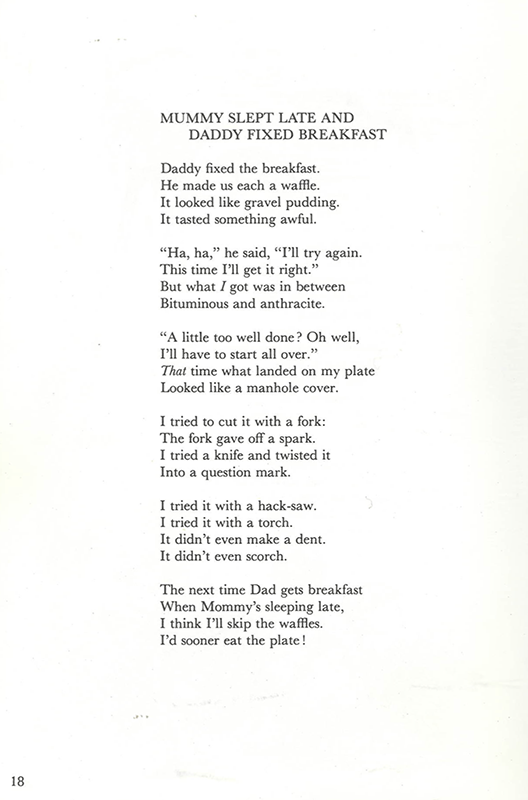 MUMMY SLEPT LATE AND
DADDY FIXED BREAKFAST
Daddy fixed the breakfast.
He made us each a waffle.
It looked like gravel pudding.
It tasted something awful.
“Ha, ha,” he said, “I’ll try again.
This time I’ll get it right.”
But what I got was in between
Bituminous and anthracite.
“A little too well done? Oh well,
I’ll have to start all over.”
That time what landed on my plate
Looked like a manhole cover.
I tried to cut it with a fork:
The fork gave off a spark.
I tried a knife and twisted it
Into a question mark.
I tried it with a hack-saw.
I tried it with a torch.
It didn’t even make a dent.
It didn’t even scorch.
The next time Dad gets breakfast
When Mommy’s sleeping late,
I think I’ll skip the waffles.
I’d sooner eat the plate!
18